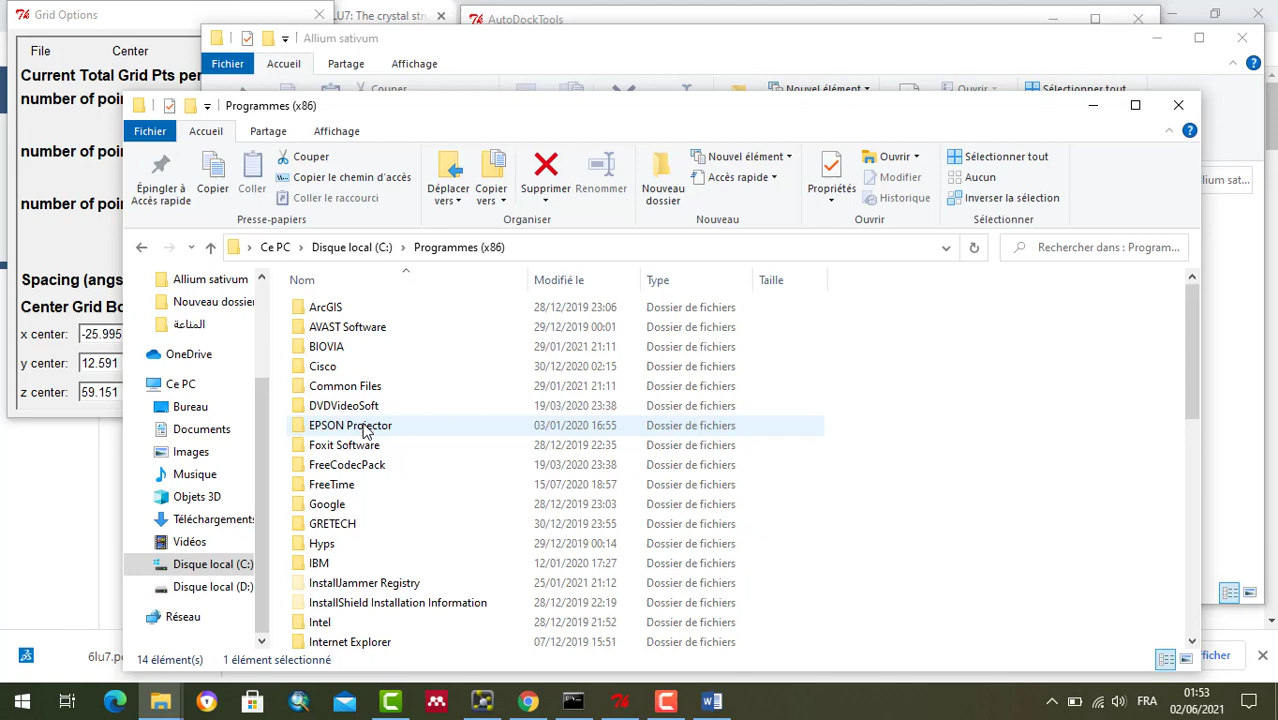 Grid Options
LU7: The crystal str
AutoDockTools
File Center
Allium sativum
Fichier Accueil Partage Affichage
Current Total Grid Pts per
Couper
Nouvel élément
Sélectionner tout
number of poin
number of poin
number of poin
Spacing (angs
Center Grid Bo
x center: -25.995
y center: 12.591
z center: 59.151
lium sat...
Programmes (x86)
Fichier Accueil Partage Affichage
Épingler à Accès rapide
Copier
Coller
Couper
Copier le chemin d'accès
Coller le raccourci
Presse-papiers
Déplacer vers
Copier vers
Supprimer
Renommer
Organiser
Nouveau dossier
Nouvel élément
Accès rapide
Nouveau
Propriétés
Ouvrir
Modifier
Historique
Ouvrir
Sélectionner tout
Aucun
Inverser la sélection
Sélectionner
Ce PC > Disque local (C:) > Programmes (x86)
Rechercher dans : Program...
Allium sativum
Nouveau dossier
المناعة
OneDrive
Ce PC
Bureau
Documents
Images
Musique
Objets 3D
Téléchargements
Vidéos
Disque local (C:)
Disque local (D:)
Réseau
Nom Modifié le Type Taille
ArcGIS 28/12/2019 23:06 Dossier de fichiers
AVAST Software 29/12/2019 00:01 Dossier de fichiers
BIOVIA 29/01/2021 21:11 Dossier de fichiers
Cisco 30/12/2020 02:15 Dossier de fichiers
Common Files 29/01/2021 21:11 Dossier de fichiers
DVDVideoSoft 19/03/2020 23:38 Dossier de fichiers
EPSON Projector 03/01/2020 16:55 Dossier de fichiers
Foxit Software 28/12/2019 22:35 Dossier de fichiers
FreeCodecPack 19/03/2020 23:38 Dossier de fichiers
FreeTime 15/07/2020 18:57 Dossier de fichiers
Google 28/12/2019 23:03 Dossier de fichiers
GRETECH 30/12/2019 23:55 Dossier de fichiers
Hyps 29/12/2019 00:14 Dossier de fichiers
IBM 12/01/2020 17:27 Dossier de fichiers
InstallJammer Registry 25/01/2021 21:12 Dossier de fichiers
InstallShield Installation Information 28/12/2019 22:19 Dossier de fichiers
Intel 28/12/2019 21:52 Dossier de fichiers
Internet Explorer 07/12/2019 15:51 Dossier de fichiers
14 élément(s) 1 élément sélectionné
6lu7.p
fficher
FRA
01:53
02/06/2021